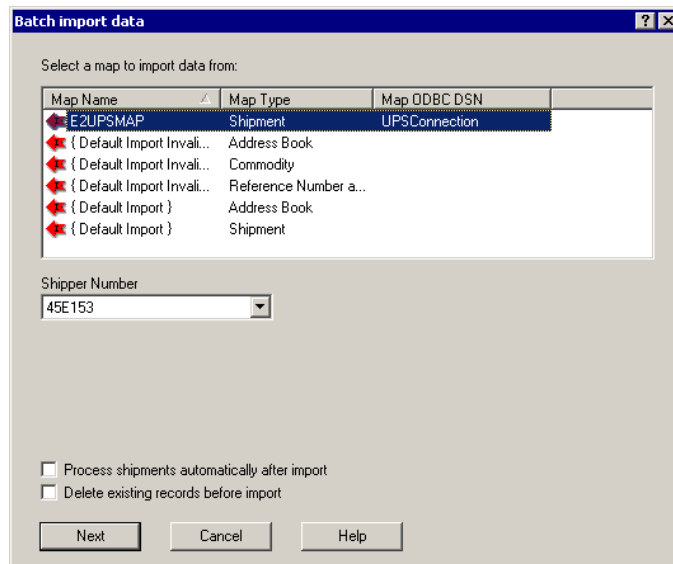 Batch import data
Select a map to import data from:
Map Name Map Type Map ODBC DSN
E2UPSMAP Shipment UPSConnection
{ Default Import Invali... Address Book
{ Default Import Invali... Commodity
{ Default Import Invali... Reference Number a...
{ Default Import } Address Book
{ Default Import } Shipment
Shipper Number
45E153
Process shipments automatically after import
Delete existing records before import
Next Cancel Help